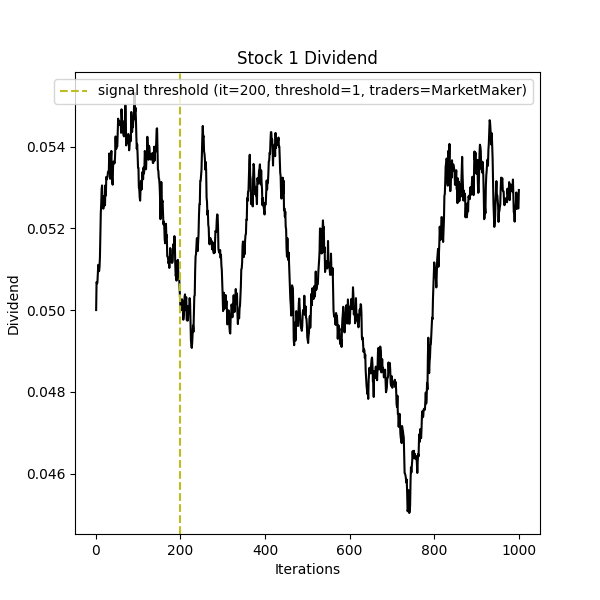 Stock 1 Dividend
signal threshold (it=200, threshold=1, traders=MarketMaker)
0.054
0.052
0.050
0.048
0.046
Dividend
0 200 400 600 800 1000
Iterations